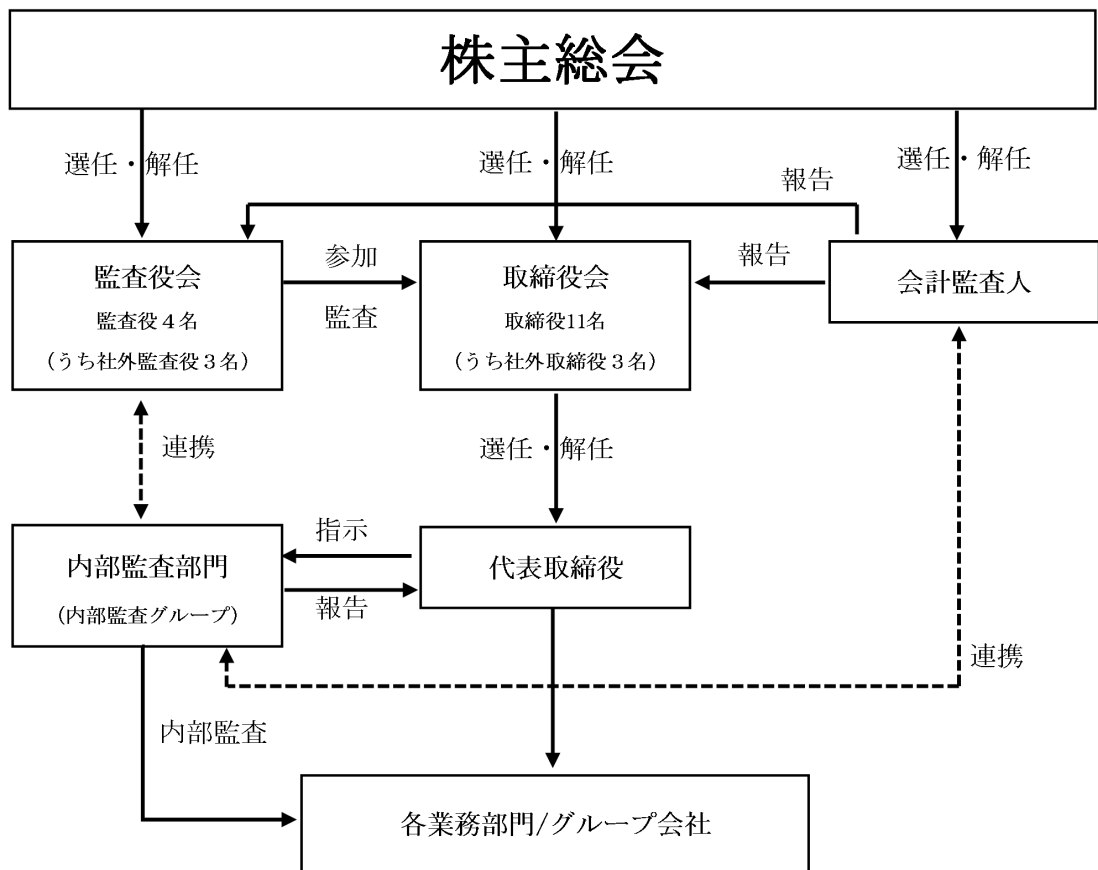 株主総会
選任・解任
選任・解任
選任・解任
報告
監査役会
監査役４名
（うち社外監査役３名）
参加
監査
取締役会
取締役11名
（うち社外取締役３名）
報告
会計監査人
連携
選任・解任
内部監査部門
（内部監査グループ）
指示
報告
代表取締役
連携
内部監査
各業務部門/グループ会社